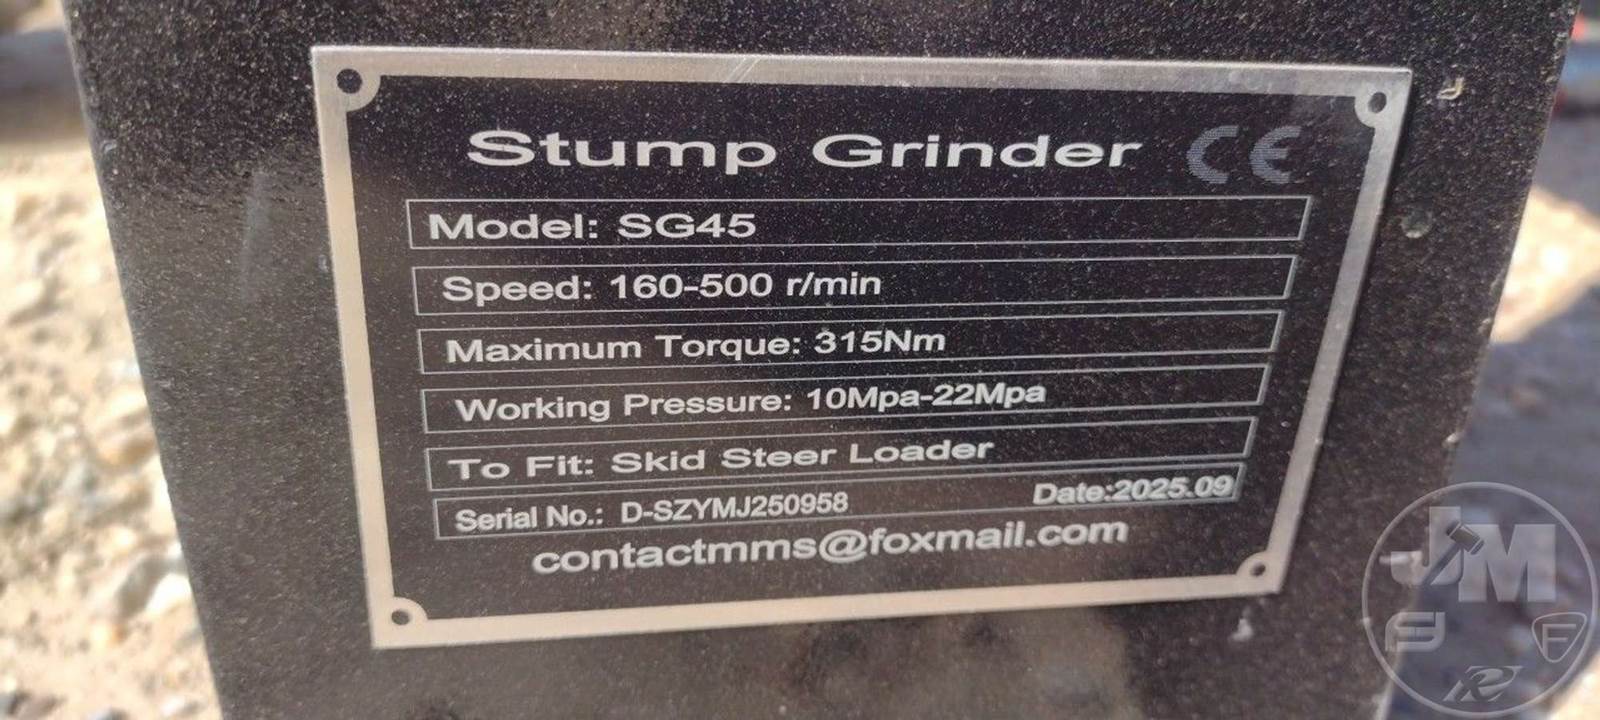 Stump Grinder CE
Model: SG45
Speed: 160-500 r/min
Maximum Torque: 315Nm
Working Pressure: 10Mpa-22Mpa
To Fit: Skid Steer Loader
Serial No.: D-SZYMJ250958 Date:2025.09
contactmms@foxmail.com
JM